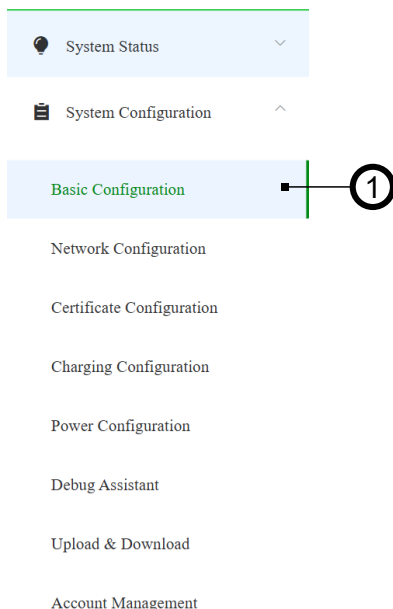 System Status
System Configuration
Basic Configuration
1
Network Configuration
Certificate Configuration
Charging Configuration
Power Configuration
Debug Assistant
Upload & Download
Account Management